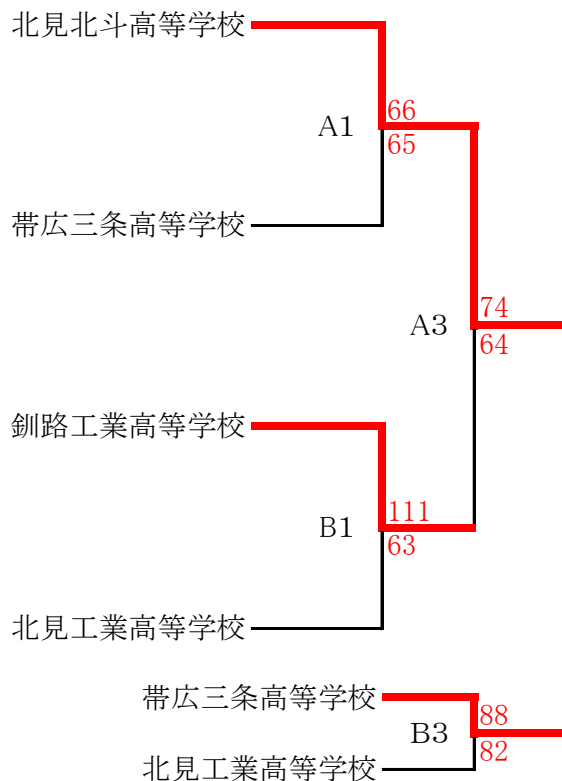 北見北斗高等学校
66
A1
65
帯広三条高等学校
74
A3
64
釧路工業高等学校
111
B1
63
北見工業高等学校
帯広三条高等学校
88
B3
82
北見工業高等学校